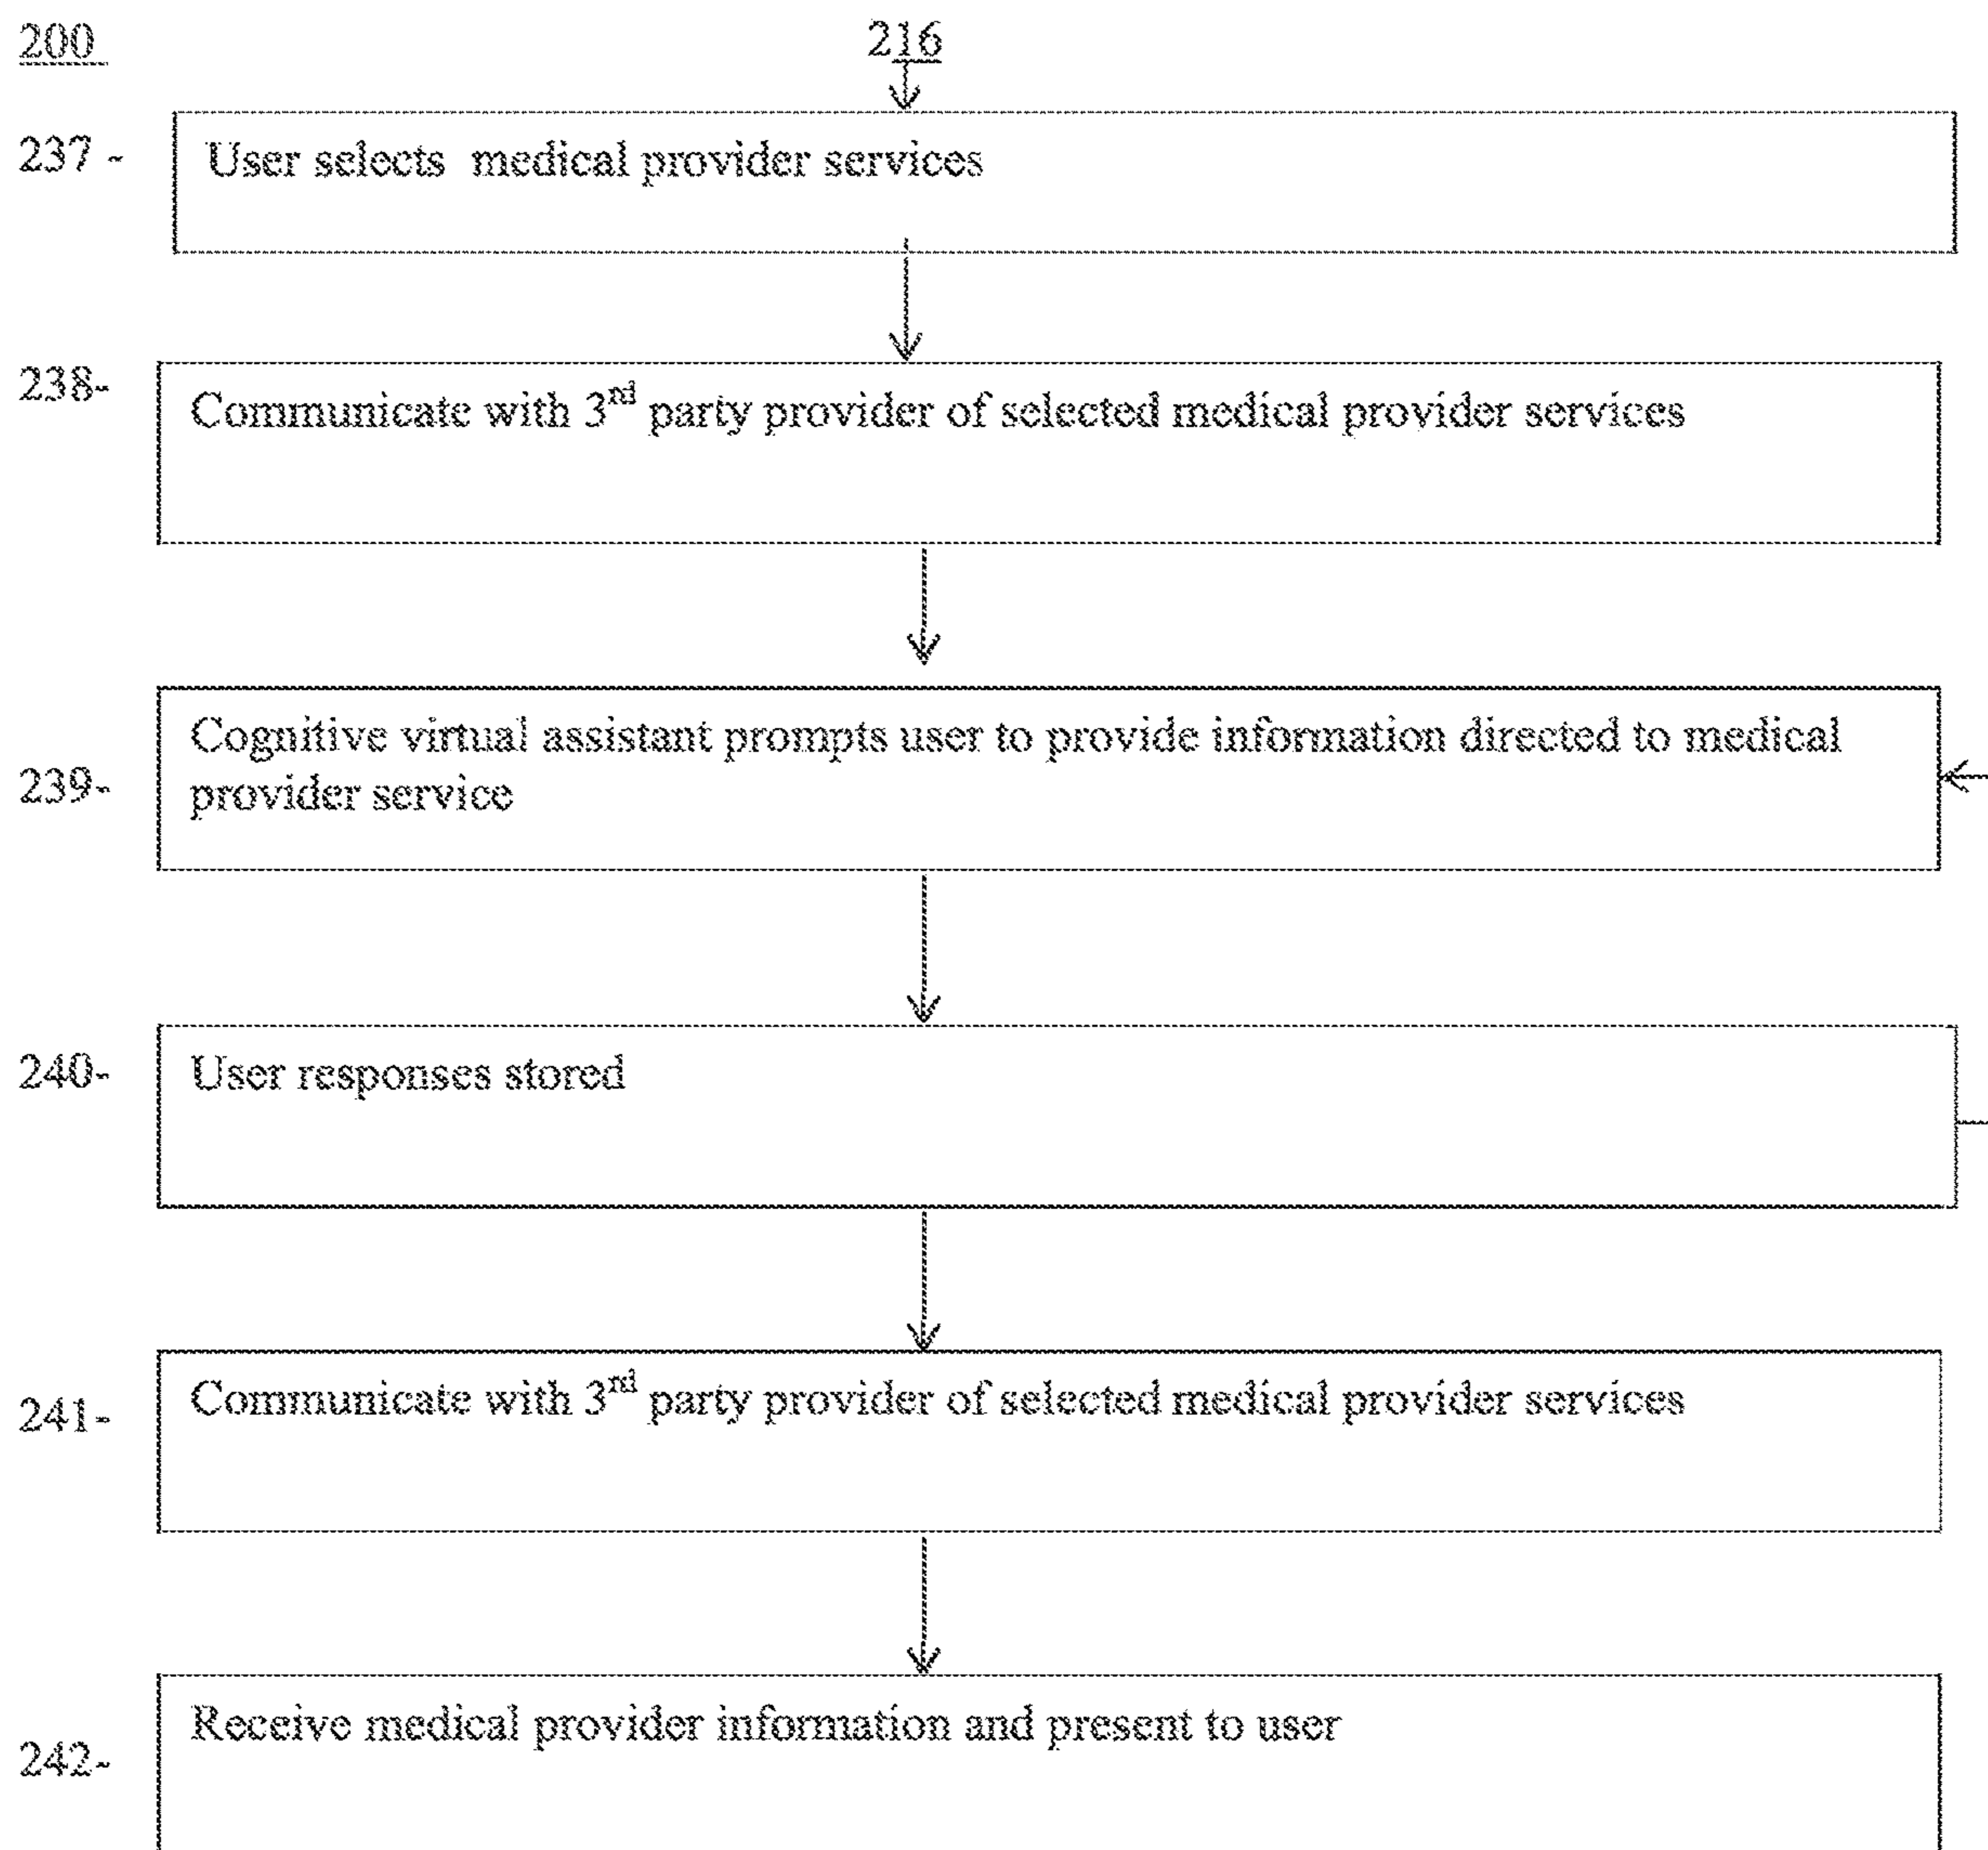 200
216
237 -
User selects medical provider services
238-
Communicate with 3rd party provider of selected medical provider services
239-
Cognitive virtual assistant prompts user to provide information directed to medical
provider service
240-
User responses stored
241-
Communicate with 3rd party provider of selected medical provider services
242-
Receive medical provider information and present to user